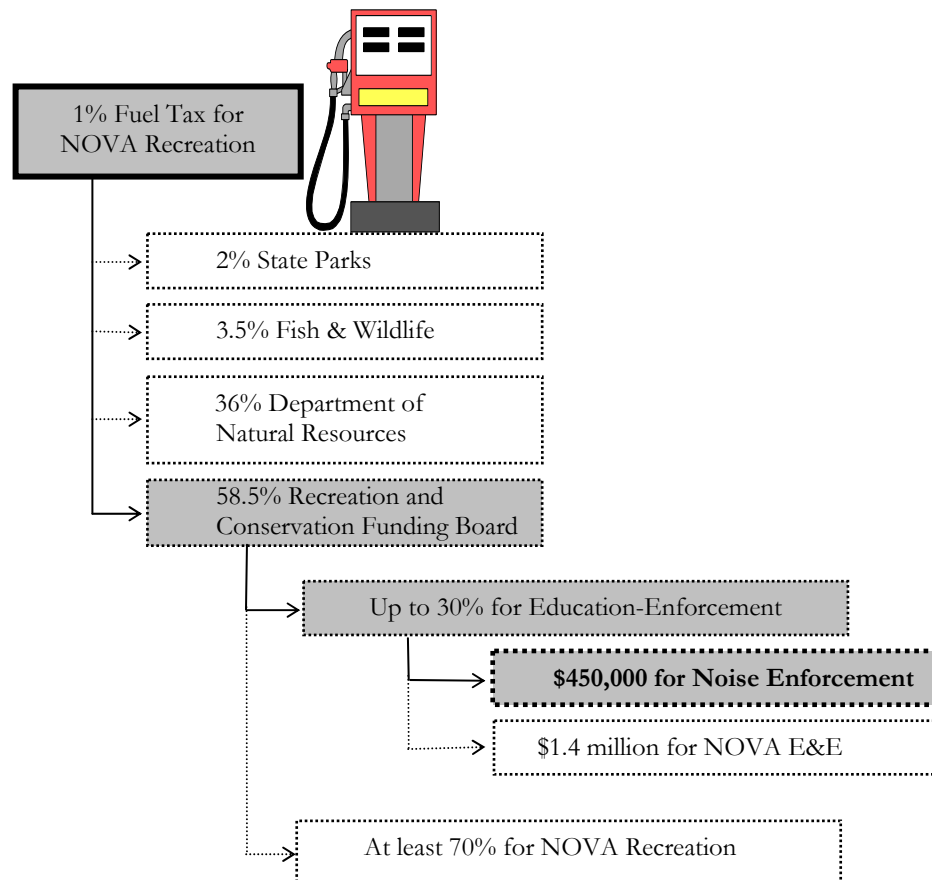 1% Fuel Tax for
NOVA Recreation
2% State Parks
3.5% Fish & Wildlife
36% Department of
Natural Resources
58.5% Recreation and
Conservation Funding Board
Up to 30% for Education-Enforcement
$450,000 for Noise Enforcement
$1.4 million for NOVA E&E
At least 70% for NOVA Recreation